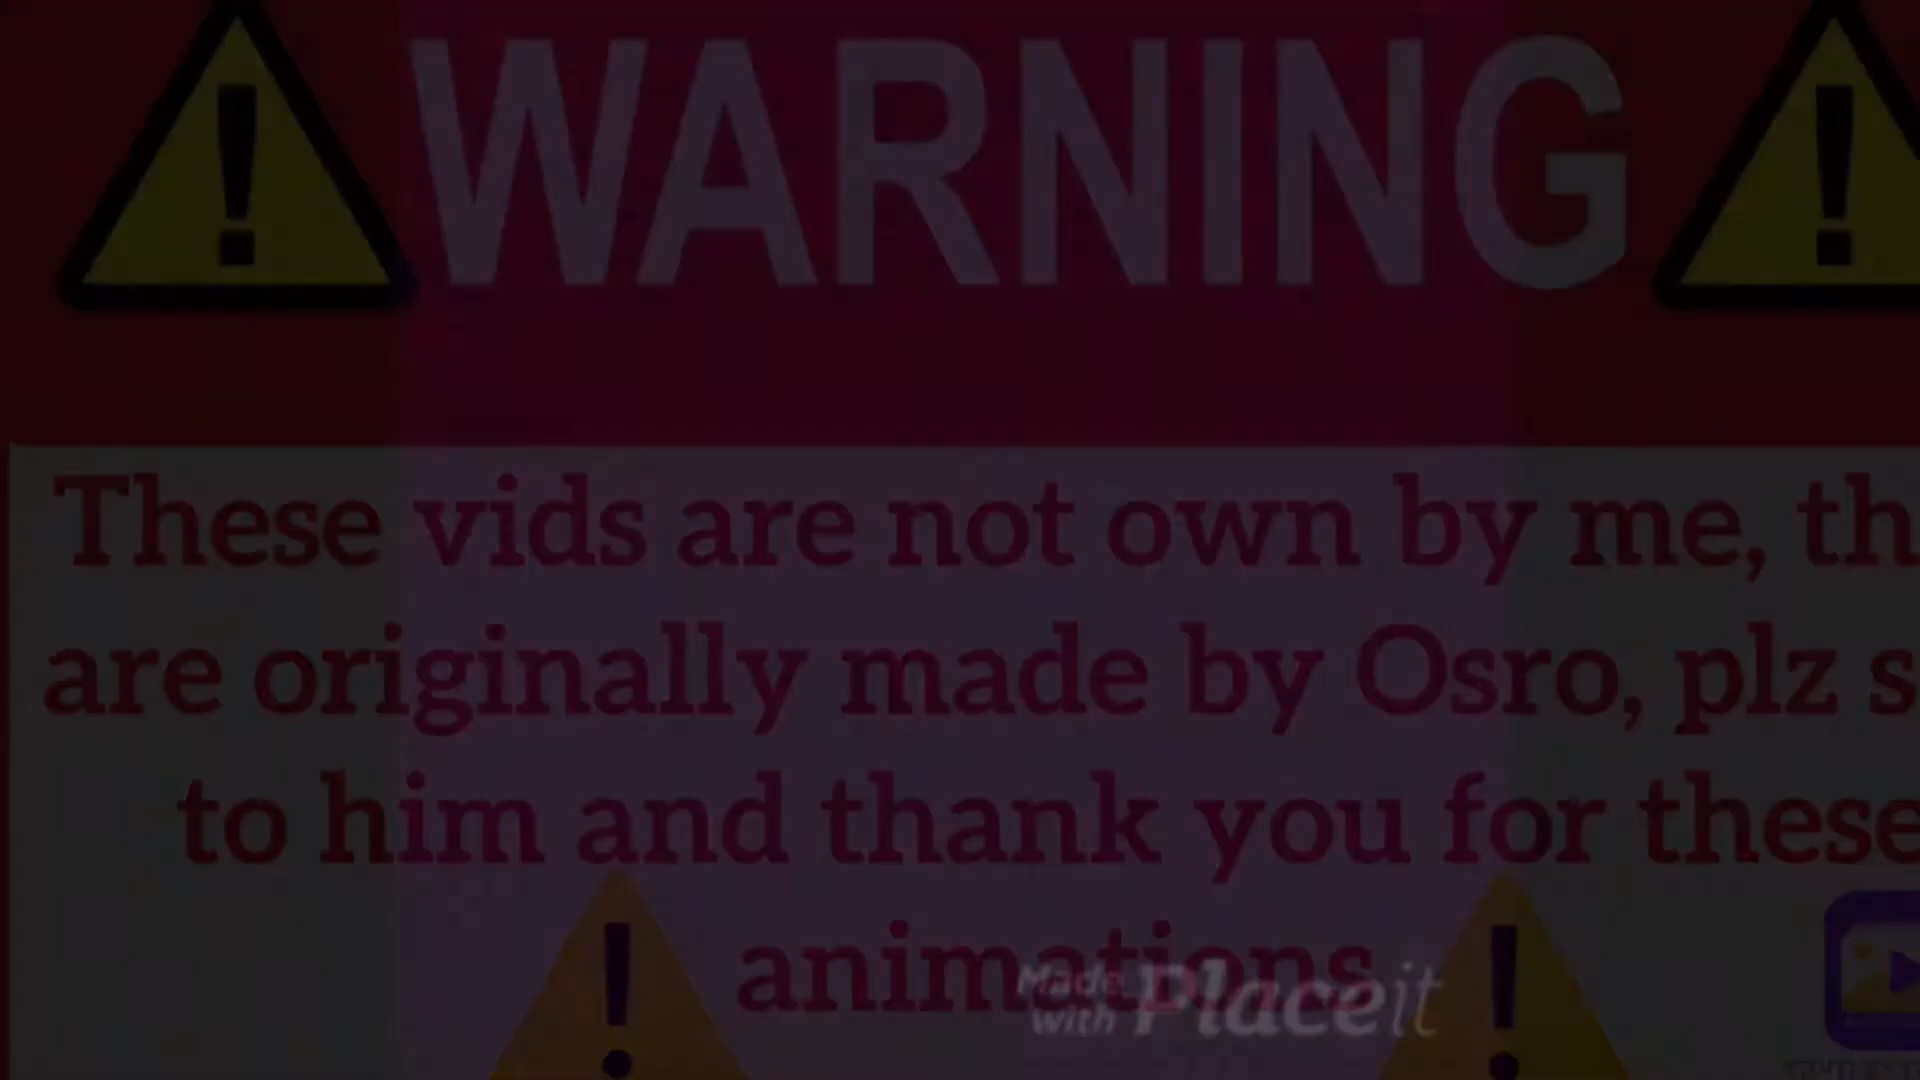 WARNING
These vids are not own by me, th
are originally made by Osro, plz s
to him and thank you for these
animations
Made
with Placeit